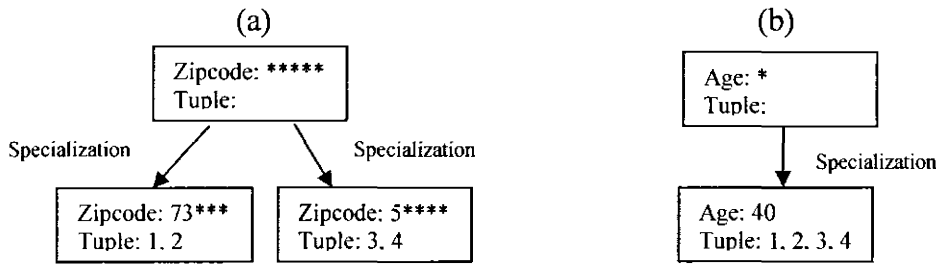 (a)
Zipcode: *****
Tuple:
Specialization
Specialization
Zipcode: 73***
Tuple: 1, 2
Zipcode: 5****
Tuple: 3, 4
(b)
Age: *
Tuple:
Specialization
Age: 40
Tuple: 1, 2, 3, 4